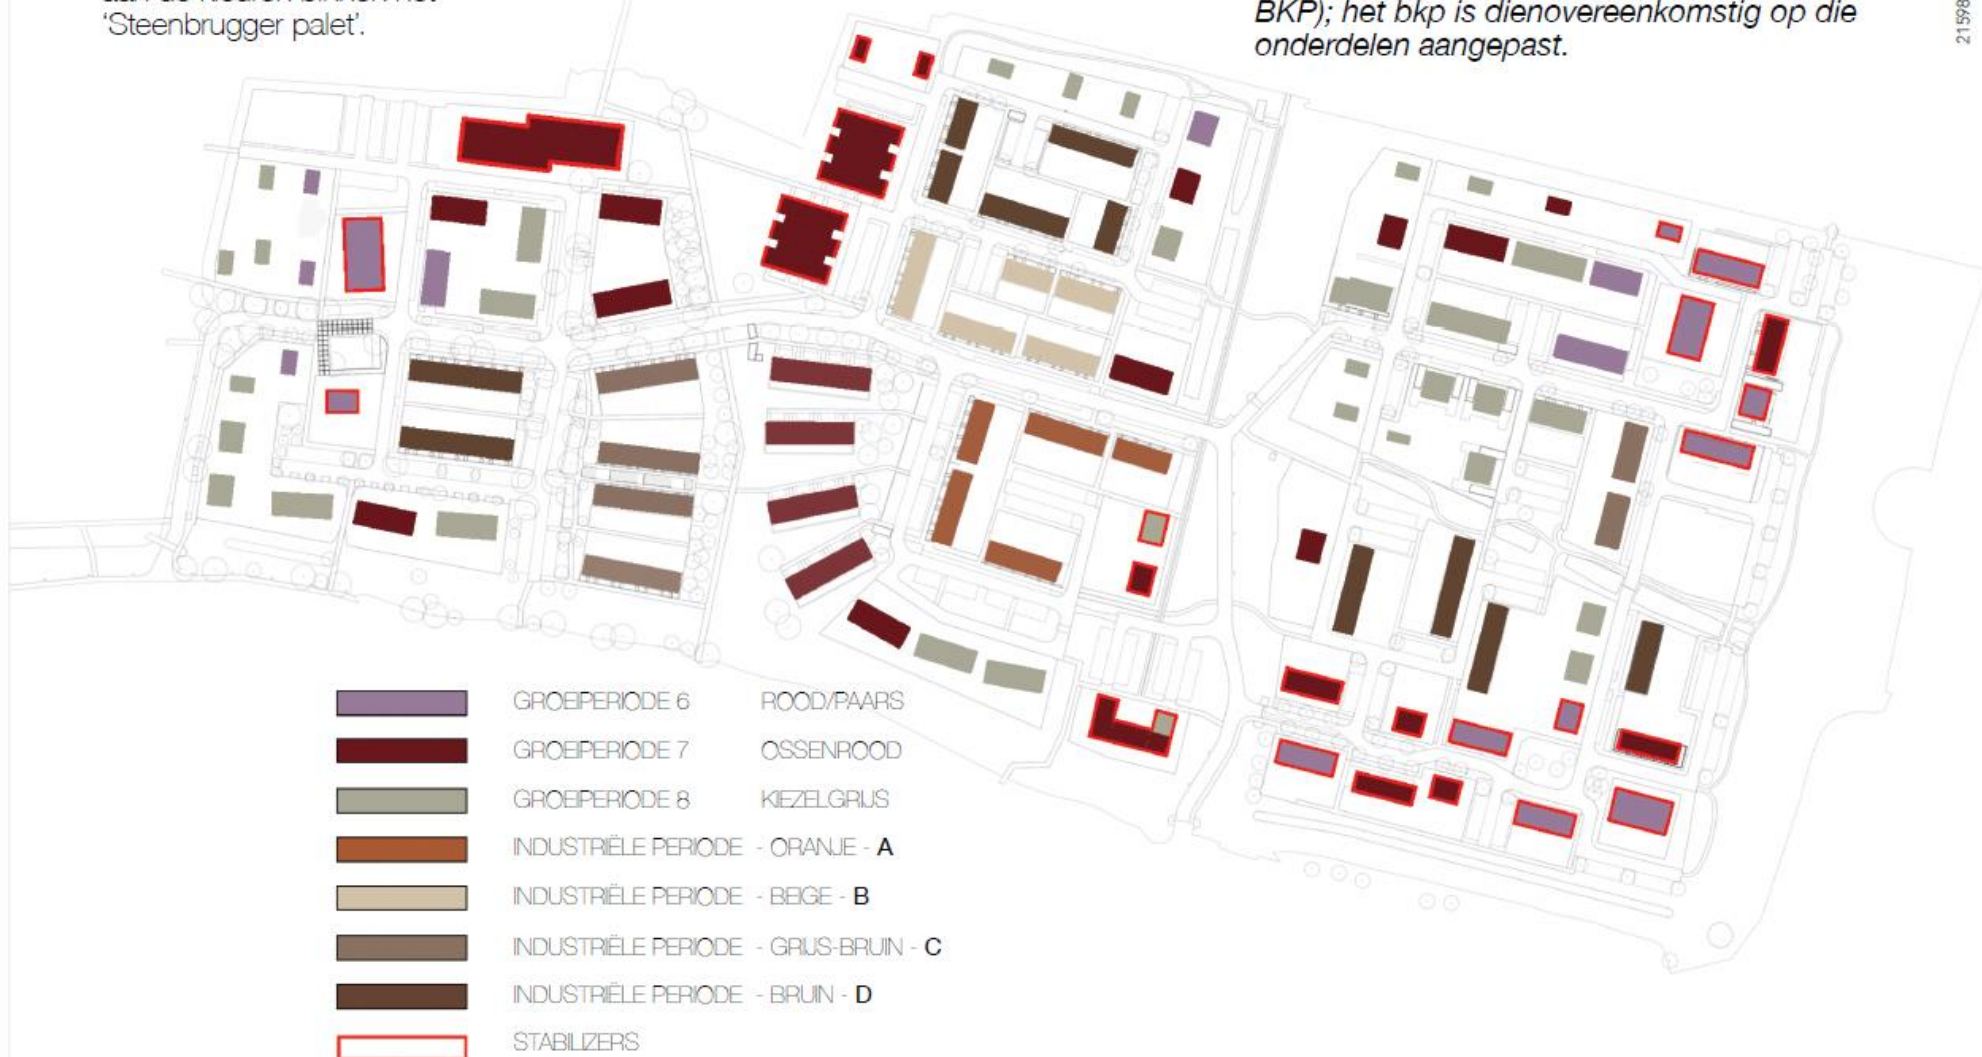 'Steenbrugger palet'.
BKP); het bkp is dienovereenkomstig op die
onderdelen aangepast.
21598
GROEIPERIODE 6 ROOD/PAARS
GROEIPERIODE 7 OSSENROOD
GROEIPERIODE 8 KIEZELGRIJS
INDUSTRIËLE PERIODE - ORANJE - A
INDUSTRIËLE PERIODE - BEIGE - B
INDUSTRIËLE PERIODE - GRIJS-BRUIN - C
INDUSTRIËLE PERIODE - BRUIN - D
STABILIZERS